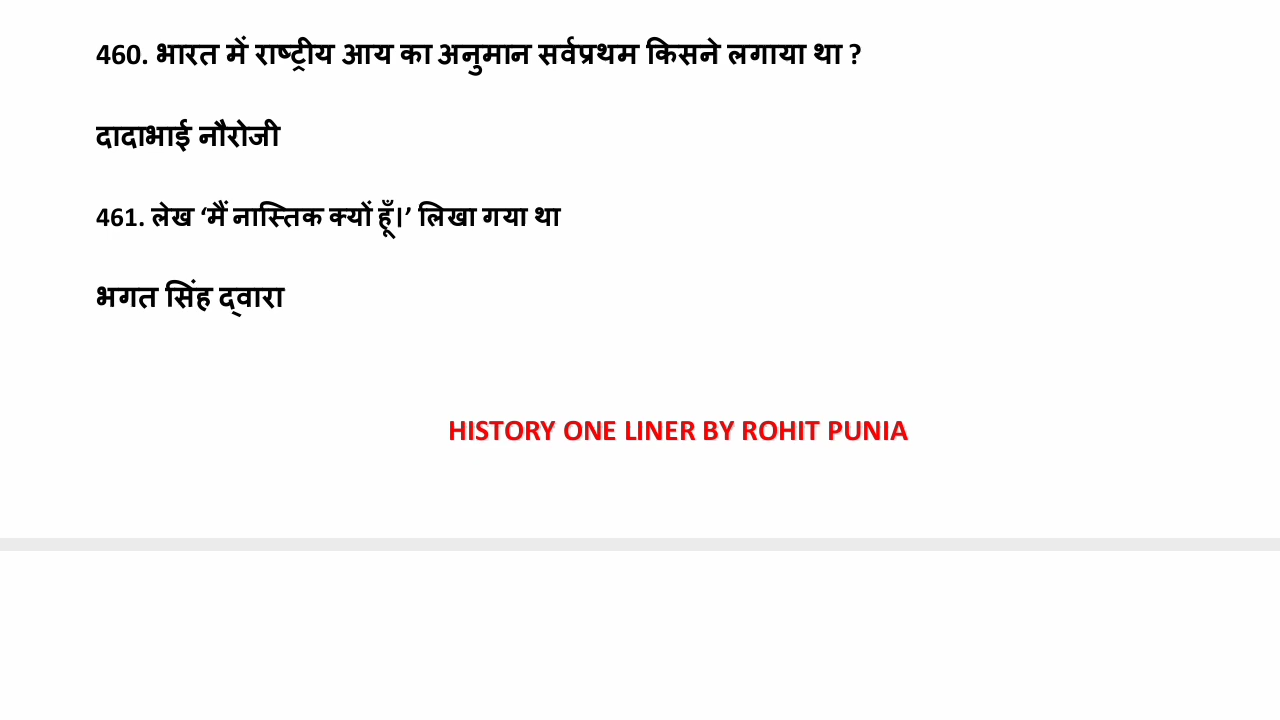 460. भारत में राष्ट्रीय आय का अनुमान सर्वप्रथम किसने लगाया था ?
दादाभाई नौरोजी
461. लेख ‘मैं नास्तिक क्यों हूँ।’ लिखा गया था
भगत सिंह द्वारा
HISTORY ONE LINER BY ROHIT PUNIA